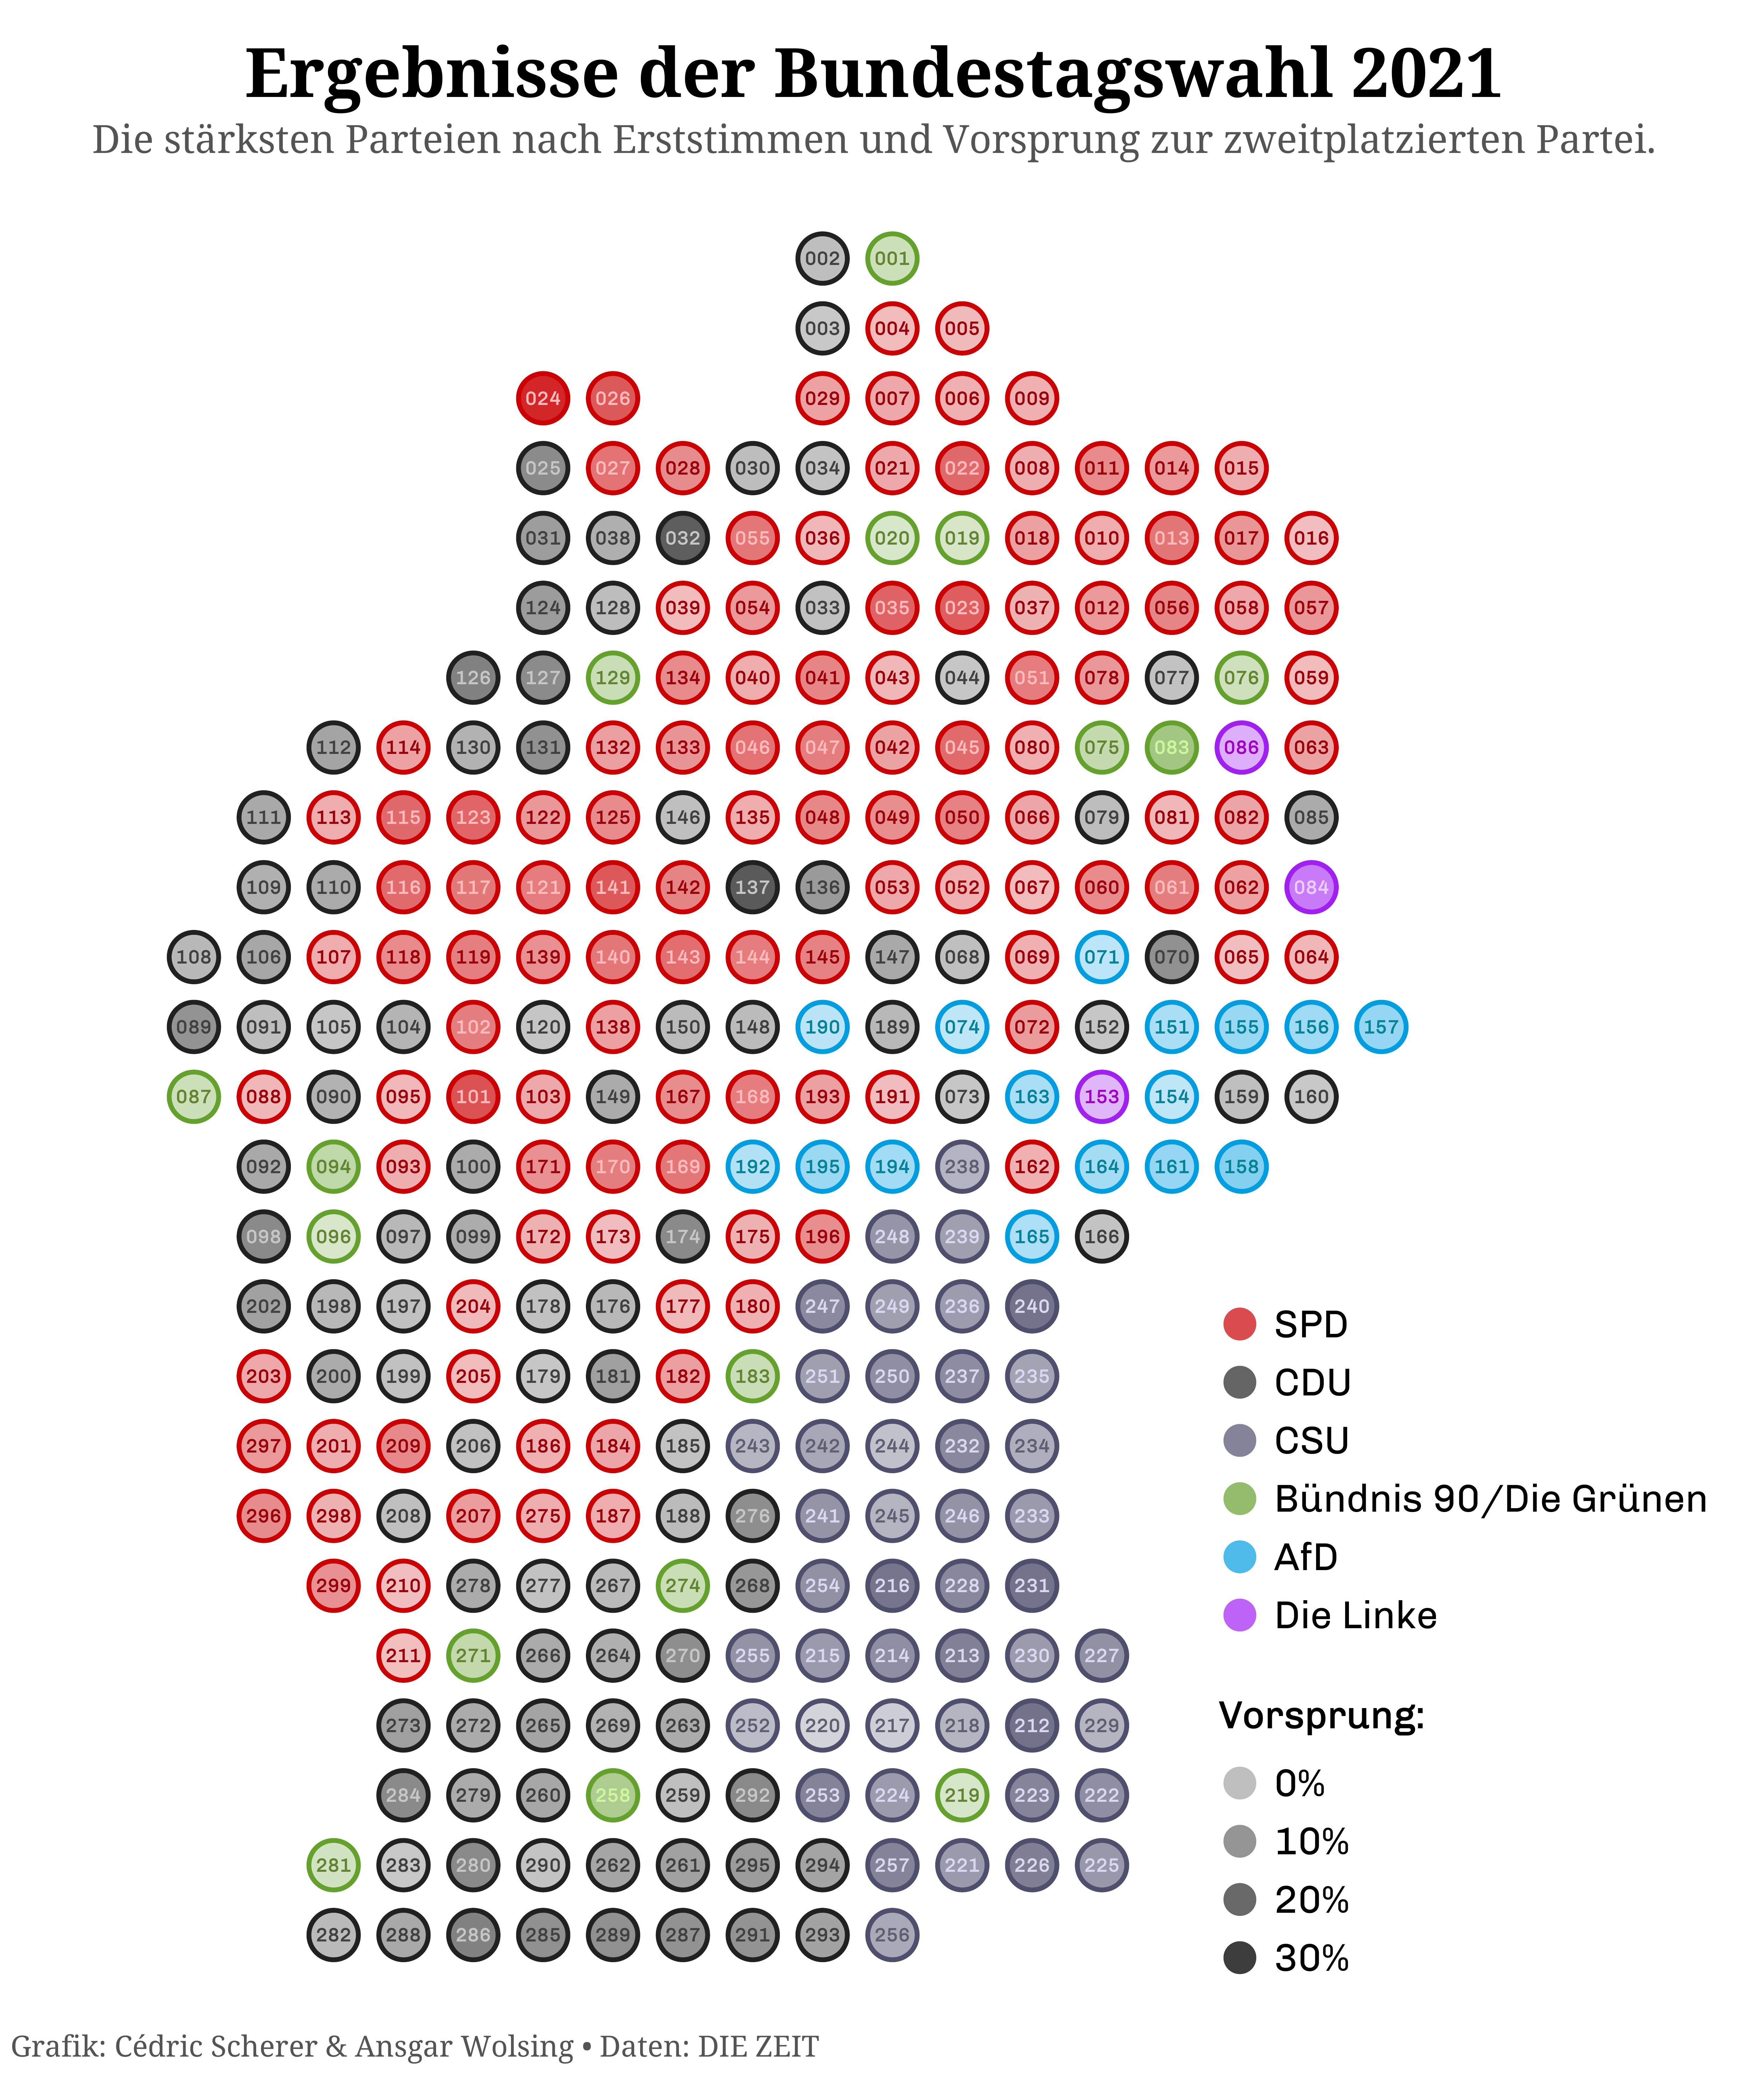 Ergebnisse der Bundestagswahl 2021
Die stärksten Parteien nach Erststimmen und Vorsprung zur zweitplatzierten Partei.
002 001
003 004 005
024 026 029 007 006 009
025 027 028 030 034 021 022 008 011 014 015
031 038 032 055 036 020 019 018 010 013 017 016
124 128 039 054 033 035 023 037 012 056 058 057
126 127 129 134 040 041 043 044 051 078 077 076 059
112 114 130 131 132 133 046 047 042 045 080 075 083 086 063
111 113 115 123 122 125 146 135 048 049 050 066 079 081 082 085
109 110 116 117 121 141 142 137 136 053 052 067 060 061 062 084
108 106 107 118 119 139 140 143 144 145 147 068 069 071 070 065 064
089 091 105 104 102 120 138 150 148 190 189 074 072 152 151 155 156 157
087 088 090 095 101 103 149 167 168 193 191 073 163 153 154 159 160
092 094 093 100 171 170 169 192 195 194 238 162 164 161 158
098 096 097 099 172 173 174 175 196 248 239 165 166
202 198 197 204 178 176 177 180 247 249 236 240
203 200 199 205 179 181 182 183 251 250 237 235
297 201 209 206 186 184 185 243 242 244 232 234
296 298 208 207 275 187 188 276 241 245 246 233
299 210 278 277 267 274 268 254 216 228 231
211 271 266 264 270 255 215 214 213 230 227
273 272 265 269 263 252 220 217 218 212 229
284 279 260 258 259 292 253 224 219 223 222
281 283 280 290 262 261 295 294 257 221 226 225
282 288 286 285 289 287 291 293 256
SPD
CDU
CSU
Bündnis 90/Die Grünen
AfD
Die Linke
Vorsprung:
0%
10%
20%
30%
Grafik: Cédric Scherer & Ansgar Wolsing • Daten: DIE ZEIT